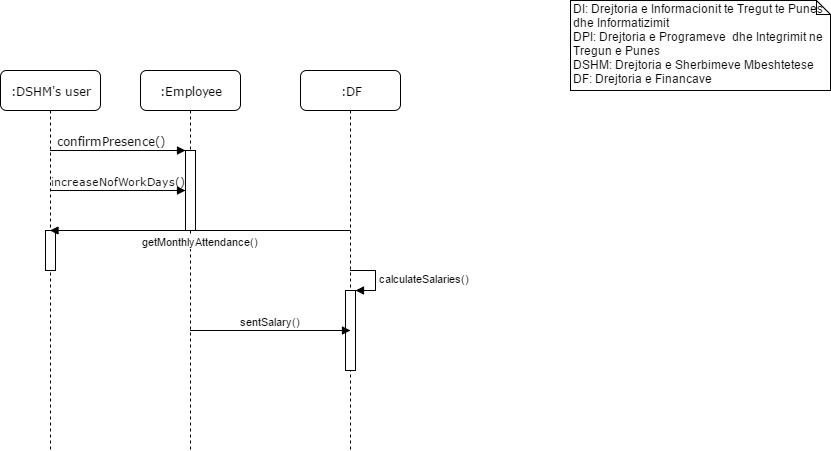 DI: Drejtoria e Informacionit te Tregut te Punes
dhe Informatizimit
DPI: Drejtoria e Programeve dhe Integrimit ne
Tregun e Punes
DSHM: Drejtoria e Sherbimeve Mbeshtetese
DF: Drejtoria e Financave
:DSHM's user
:Employee
:DF
confirmPresence()
increaseNofWorkDays()
getMonthlyAttendance()
calculateSalaries()
sentSalary()